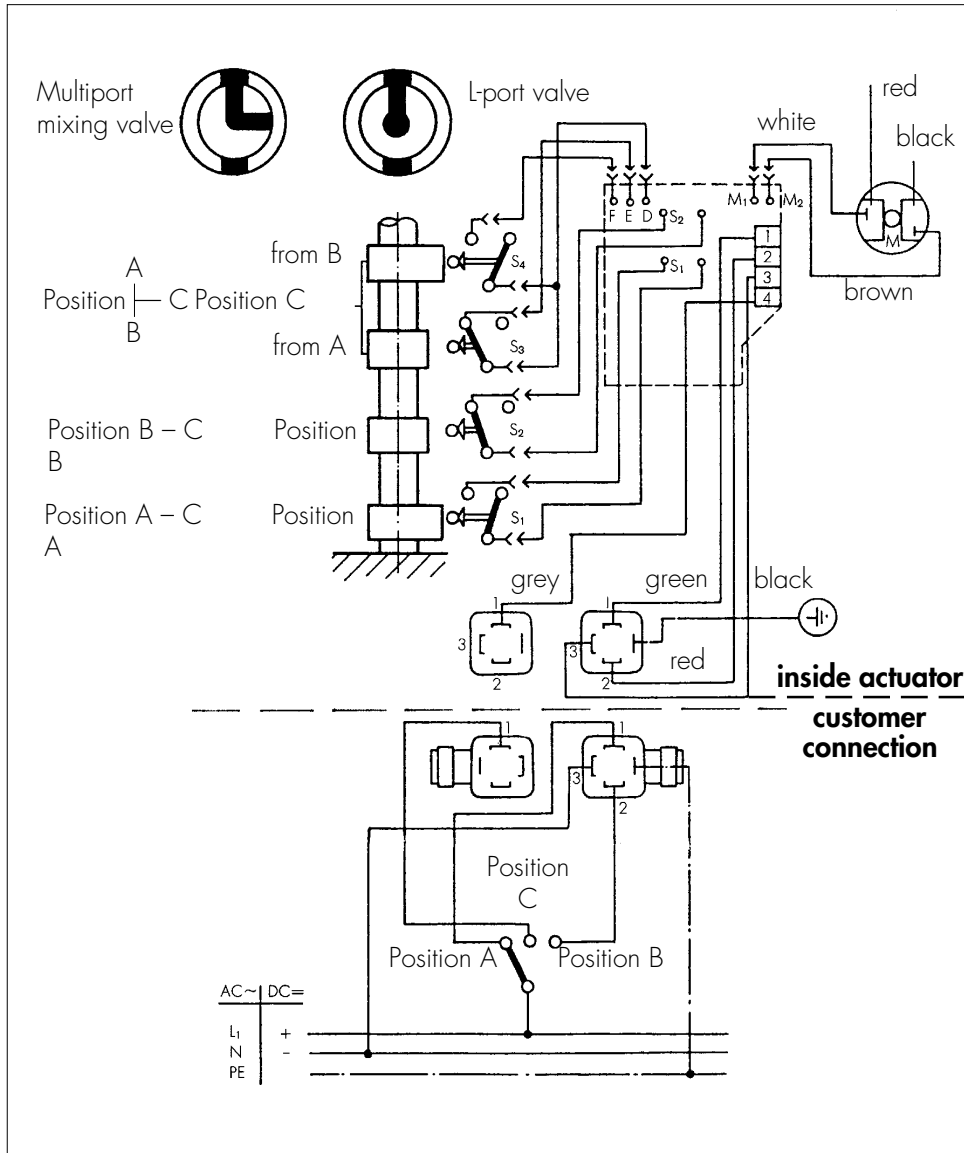 Multiport
mixing valve
L-port valve
red
white
black
F E D S₂ M₁ M₂
1
2
3
4
S₁
M
brown
from B
S₄
A
Position C Position C
B
from A
S₃
Position B – C Position
B
S₂
Position A – C Position
A
S₁
grey green black
1 1
3 3
2 2
red
inside actuator
customer
connection
1 1
3
2
Position
C
Position A Position B
AC~ DC=
L₁ +
N -
PE